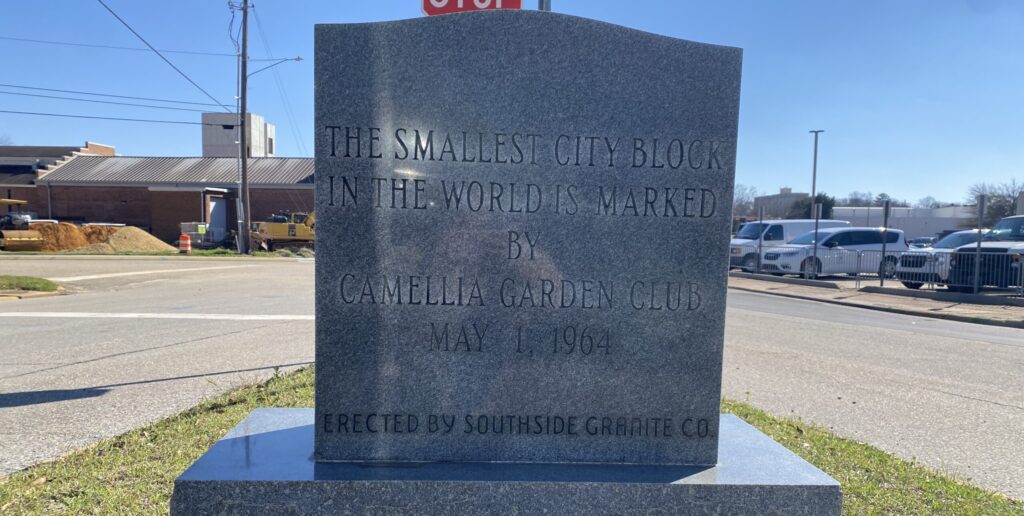 STOP
THE SMALLEST CITY BLOCK
IN THE WORLD IS MARKED
BY
CAMELLIA GARDEN CLUB
MAY 1, 1964
ERECTED BY SOUTHSIDE GRANITE CO.